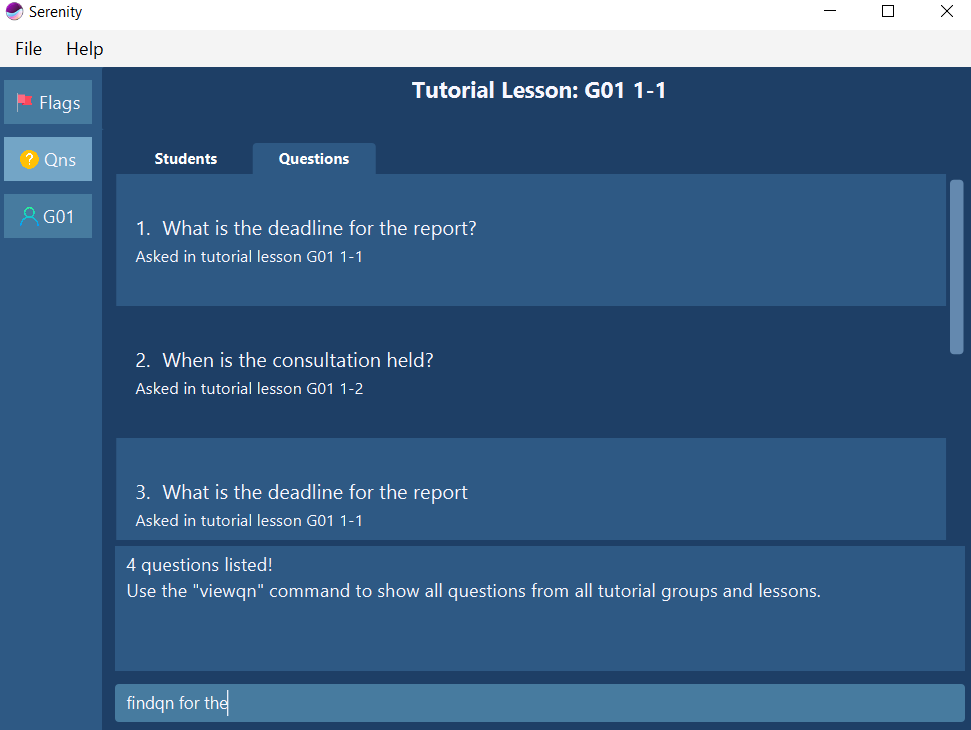 Serenity
File Help
Flags
Qns
G01
Tutorial Lesson: G01 1-1
Students Questions
1. What is the deadline for the report?
Asked in tutorial lesson G01 1-1
2. When is the consultation held?
Asked in tutorial lesson G01 1-2
3. What is the deadline for the report
Asked in tutorial lesson G01 1-1
4 questions listed!
Use the "viewqn" command to show all questions from all tutorial groups and lessons.
findqn for the